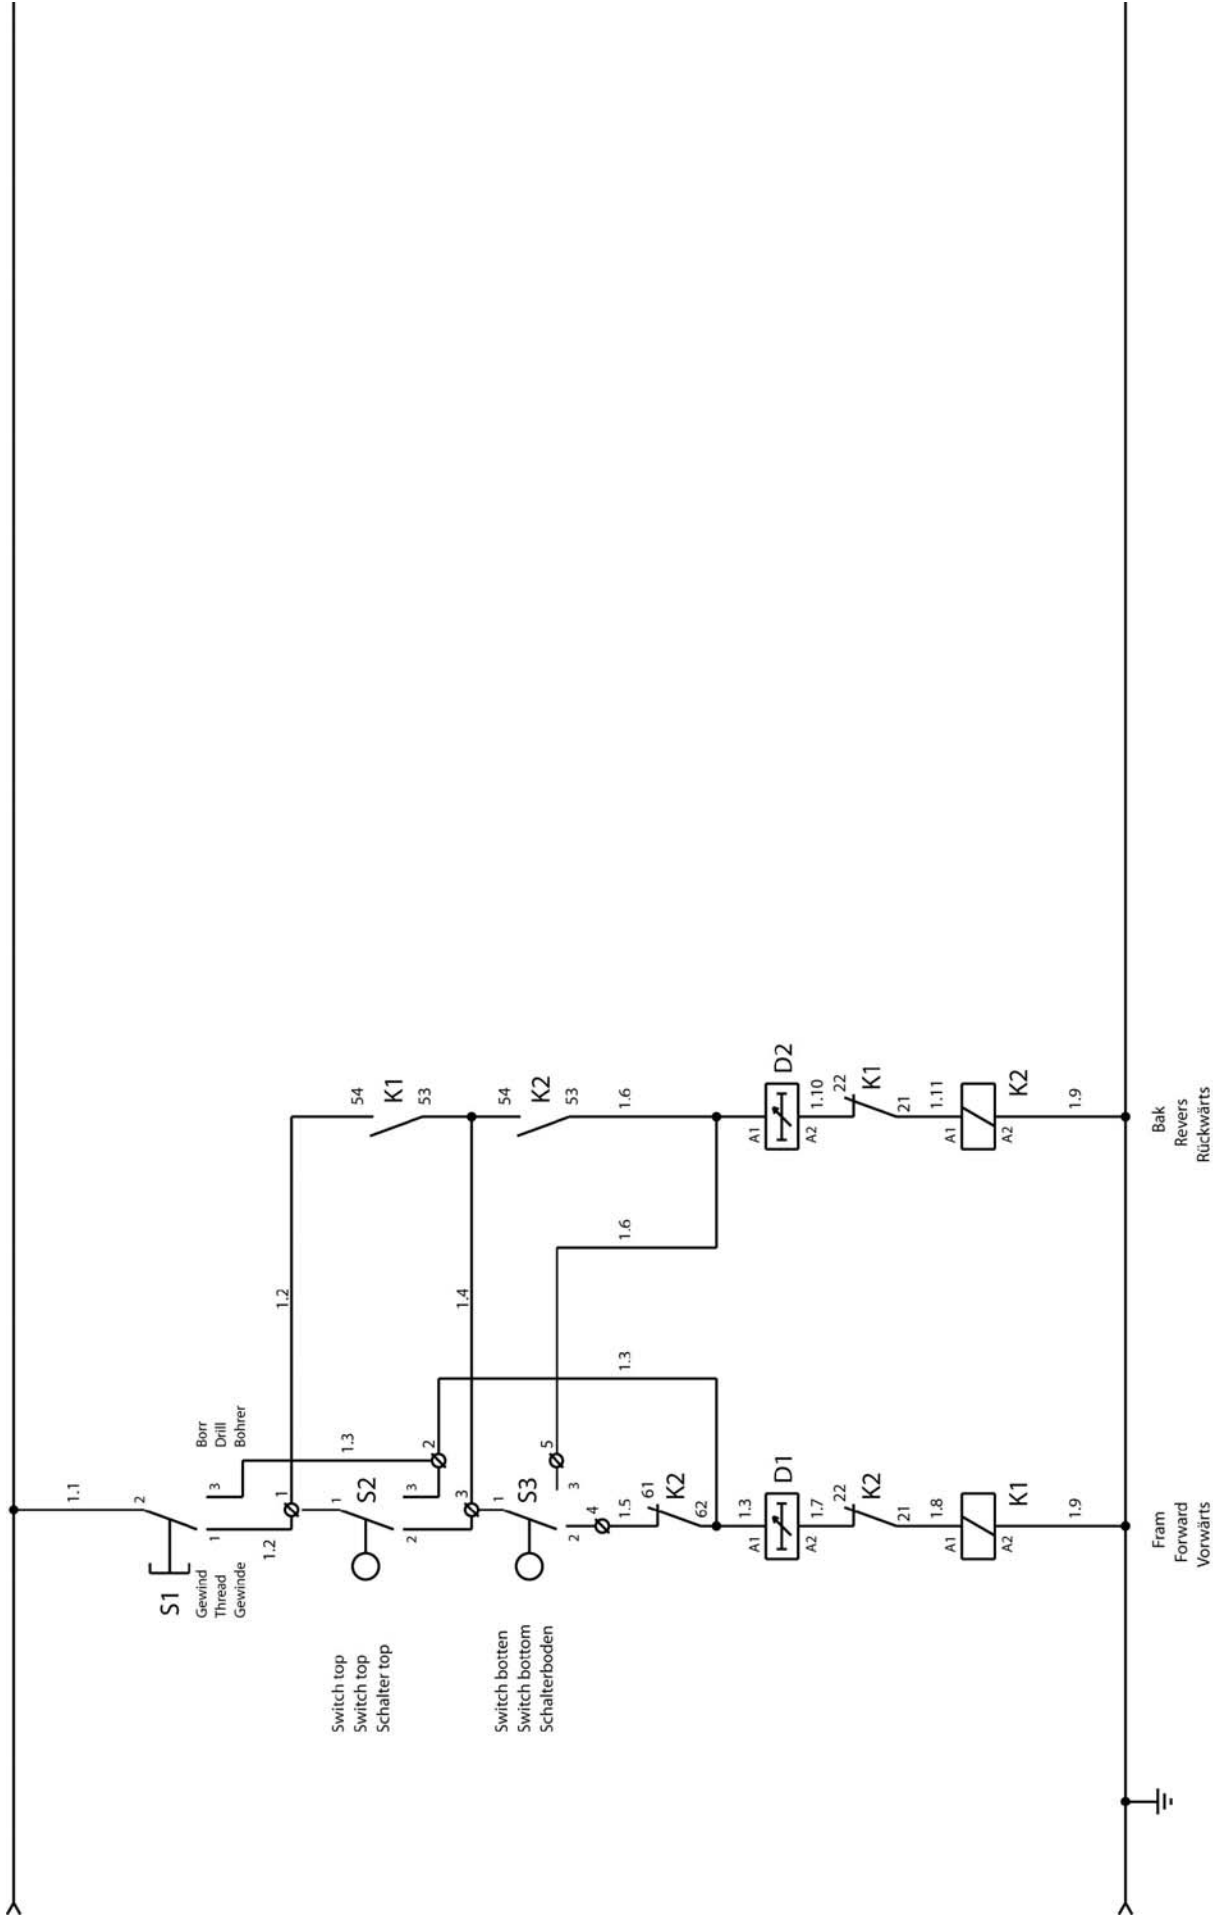 1.1
2
S1
1
3
Gewind
Thread
Gewinde
Borr
Drill
Bohrer
1.2
1
1.2
1.3
Switch top
Switch top
Schalter top
1
S2
2
3
2
54
K1
53
3
1.4
Switch botten
Switch bottom
Schalterboden
1
S3
2
3
5
54
K2
53
4
1.5
1.3
1.6
1.6
61
K2
62
1.3
A1
D1
A2
1.7
A1
D2
A2
1.10
22
K2
21
1.8
22
K1
21
1.11
A1
K1
A2
1.9
A1
K2
A2
1.9
Fram
Forward
Vorwärts
Bak
Revers
Rückwärts